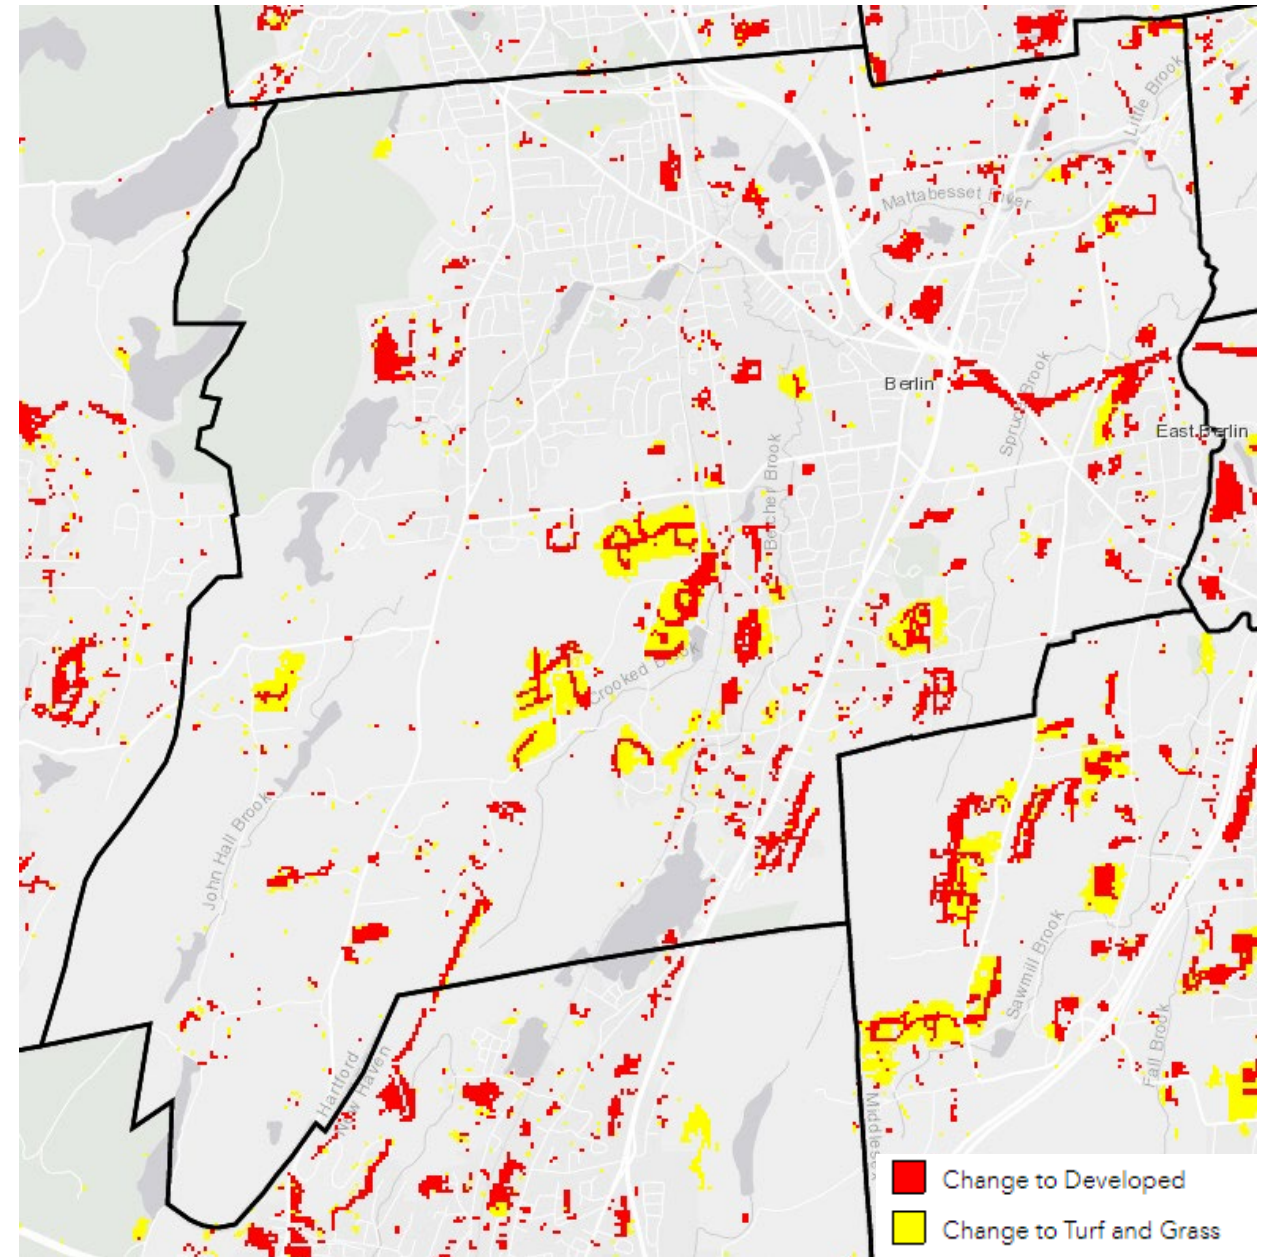 Little Brook
Mattabesset River
Berlin
Spruce Brook
East Berlin
Belcher Brook
Crooked Brook
John Hall Brook
Sawmill Brook
Fall Brook
Hartford
New Haven
Middlesex
Change to Developed
Change to Turf and Grass